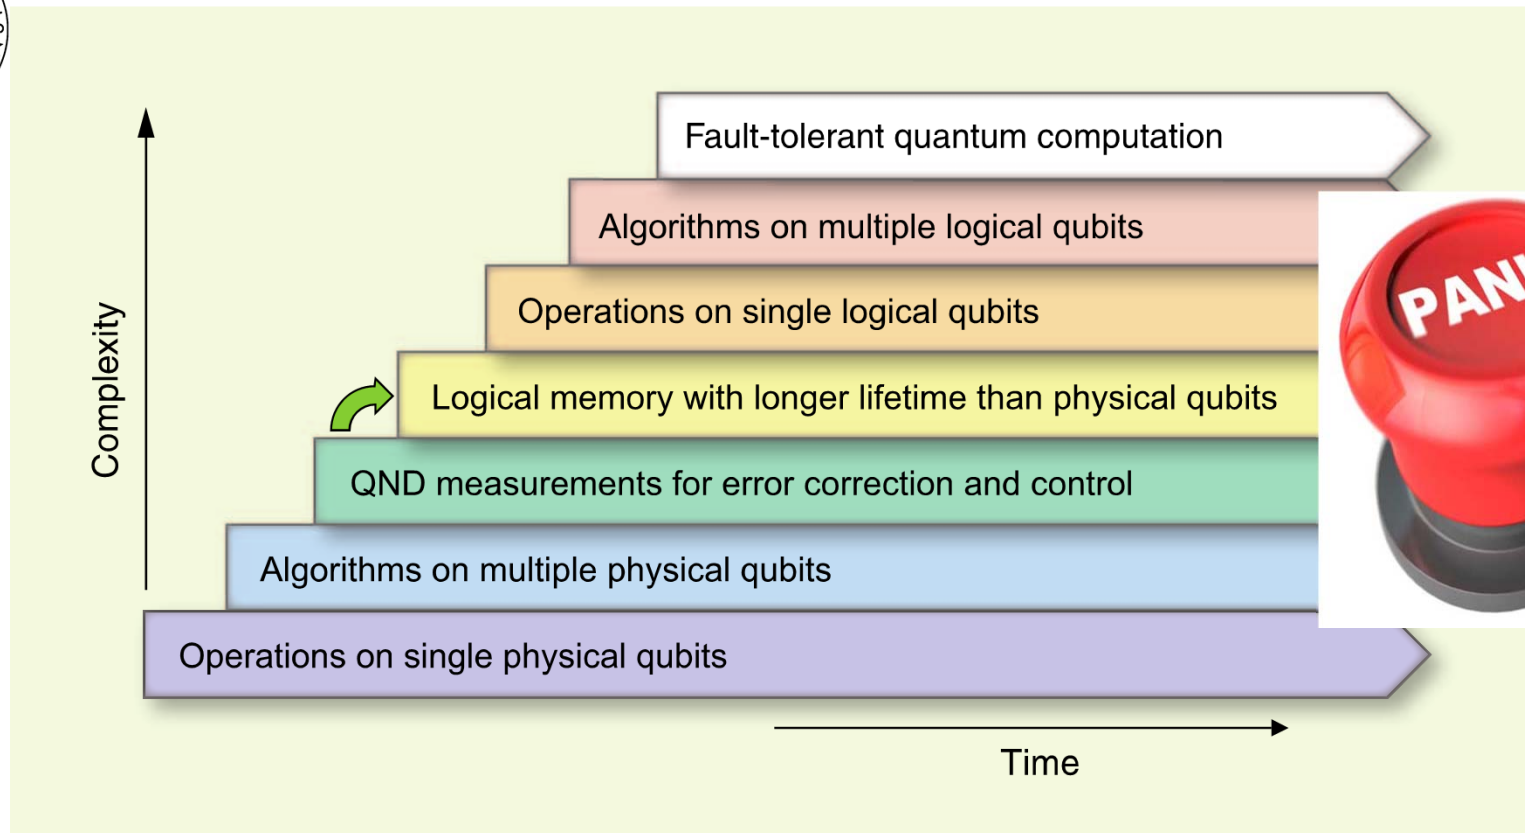 Fault-tolerant quantum computation
Algorithms on multiple logical qubits
Operations on single logical qubits
Logical memory with longer lifetime than physical qubits
QND measurements for error correction and control
Algorithms on multiple physical qubits
Operations on single physical qubits
Complexity
Time
PANI